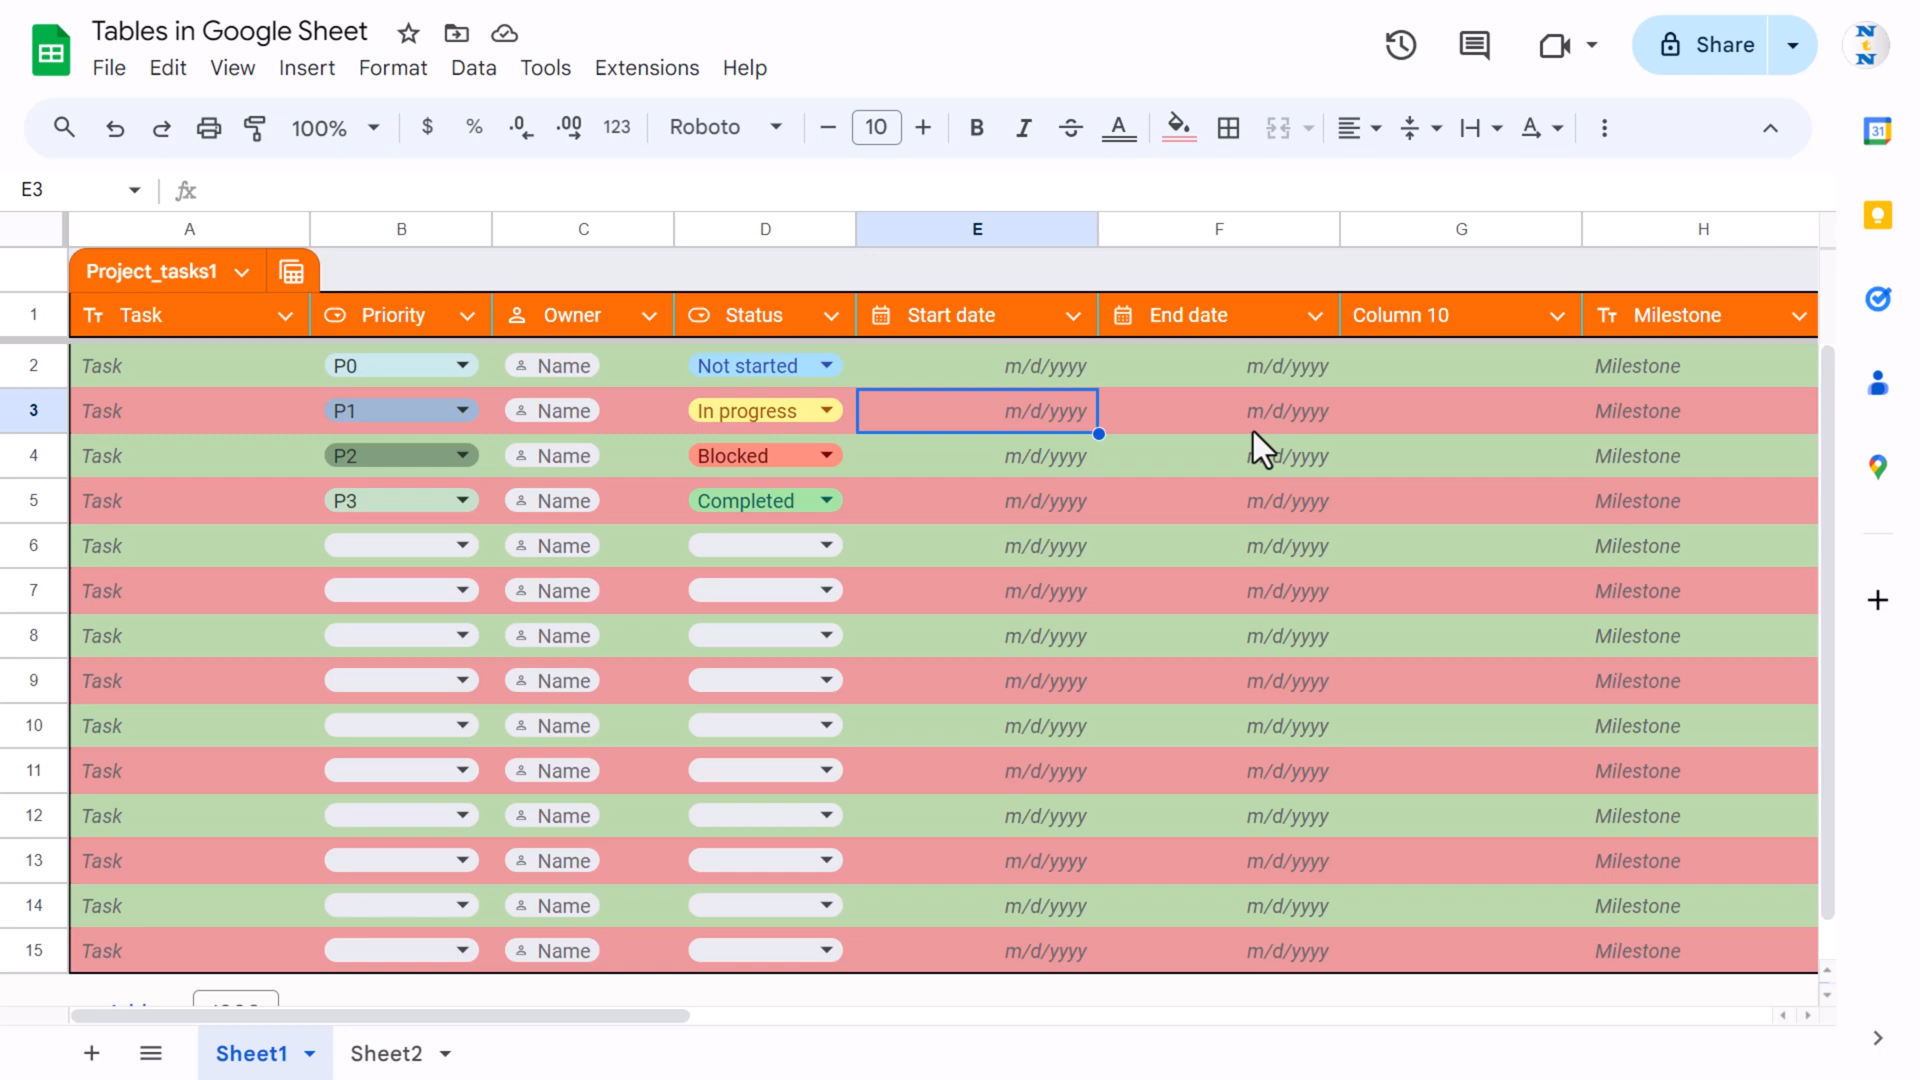 Tables in Google Sheet
File Edit View Insert Format Data Tools Extensions Help
Share
N
t
N
100% $ % .0 .00 123 Roboto 10 B I S A A
31
E3 fx
A B C D E F G H
Project_tasks1
1 Tт Task Priority Owner Status Start date End date Column 10 Tт Milestone
2 Task P0 Name Not started m/d/yyyy m/d/yyyy Milestone
3 Task P1 Name In progress m/d/yyyy m/d/yyyy Milestone
4 Task P2 Name Blocked m/d/yyyy /yyyy Milestone
5 Task P3 Name Completed m/d/yyyy m/d/yyyy Milestone
6 Task Name m/d/yyyy m/d/yyyy Milestone
7 Task Name m/d/yyyy m/d/yyyy Milestone
8 Task Name m/d/yyyy m/d/yyyy Milestone
9 Task Name m/d/yyyy m/d/yyyy Milestone
10 Task Name m/d/yyyy m/d/yyyy Milestone
11 Task Name m/d/yyyy m/d/yyyy Milestone
12 Task Name m/d/yyyy m/d/yyyy Milestone
13 Task Name m/d/yyyy m/d/yyyy Milestone
14 Task Name m/d/yyyy m/d/yyyy Milestone
15 Task Name m/d/yyyy m/d/yyyy Milestone
Sheet1 Sheet2